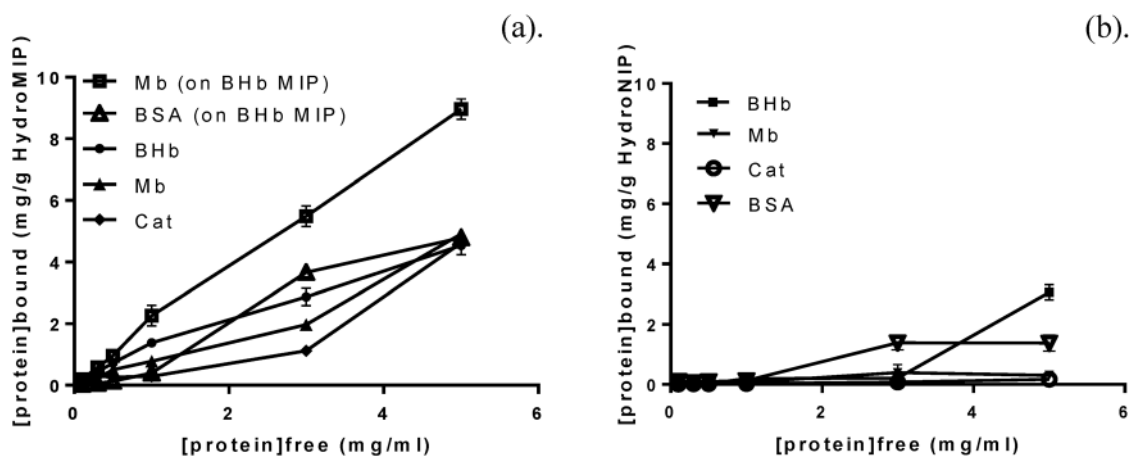 (a).
[protein]bound (mg/g HydroMIP)
10
8
6
4
2
0
Mb (on BHb MIP)
BSA (on BHb MIP)
BHb
Mb
Cat
0 2 4 6
[protein]free (mg/ml)
(b).
[protein]bound (mg/g HydroNIP)
10
8
6
4
2
0
BHb
Mb
Cat
BSA
0 2 4 6
[protein]free (mg/ml)